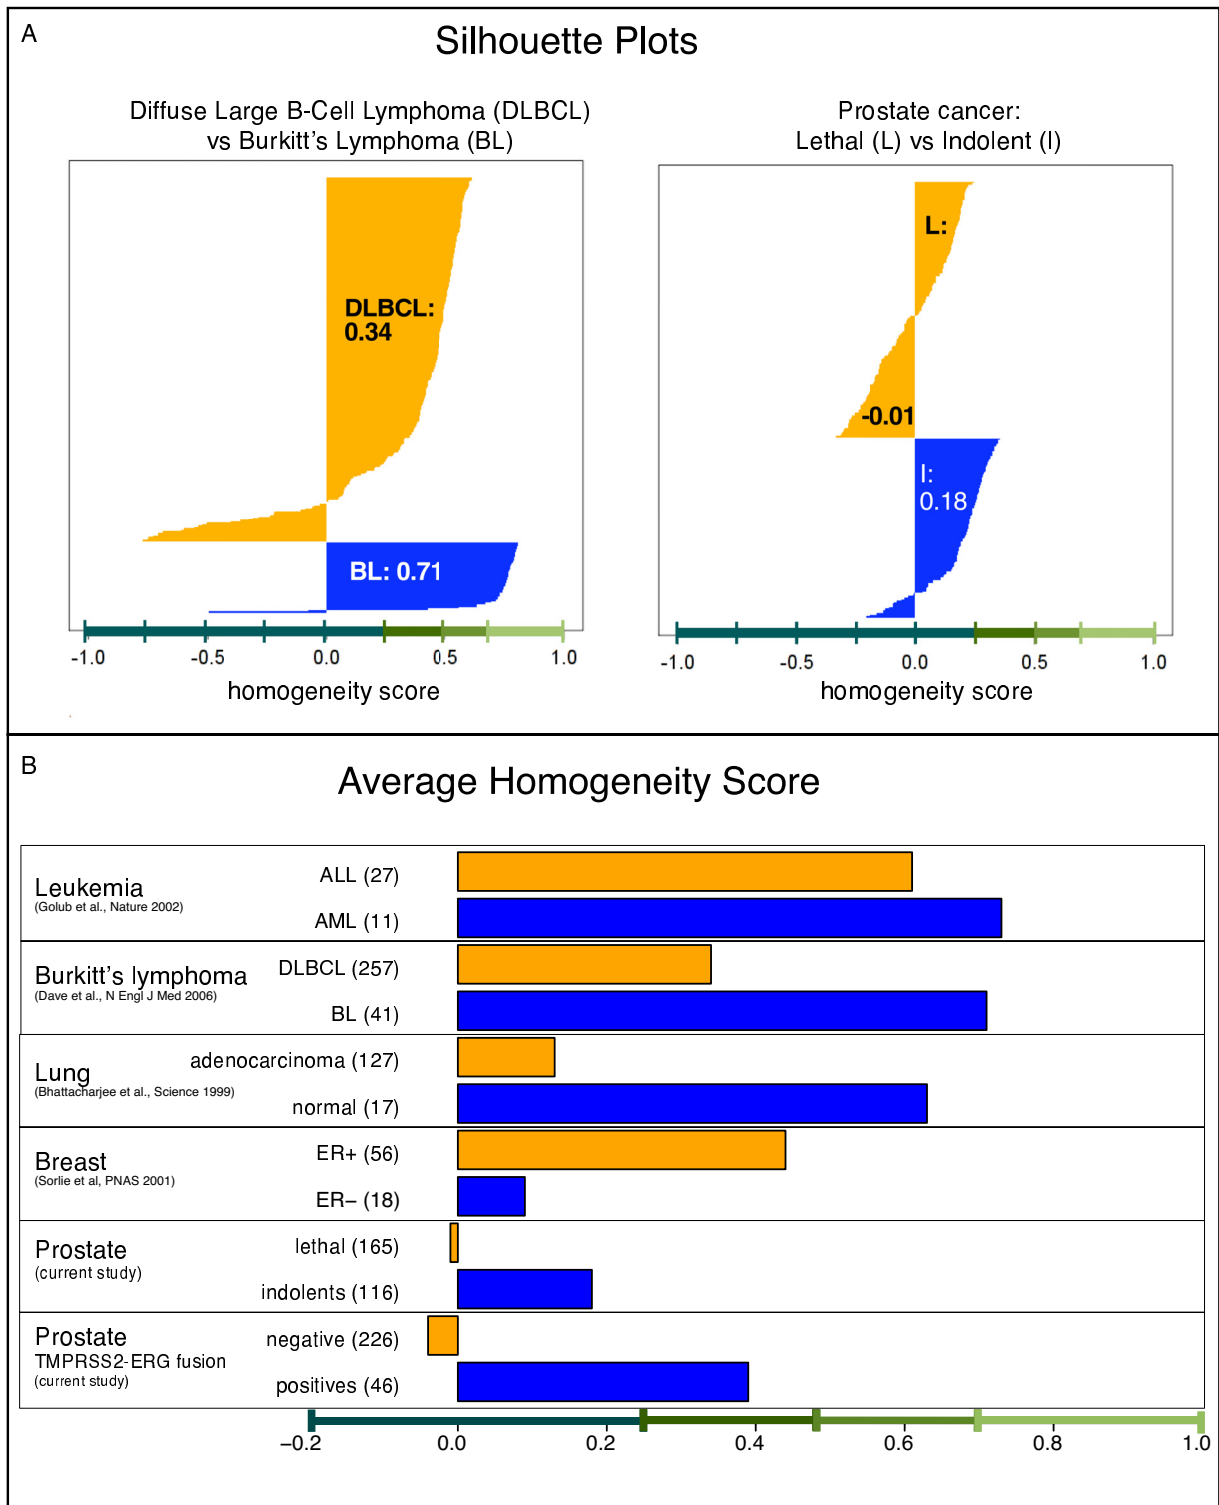 A
Silhouette Plots
Diffuse Large B-Cell Lymphoma (DLBCL)
vs Burkitt's Lymphoma (BL)
DLBCL:
0.34
BL: 0.71
-1.0 -0.5 0.0 0.5 1.0
homogeneity score
Prostate cancer:
Lethal (L) vs Indolent (I)
L:
-0.01
I:
0.18
-1.0 -0.5 0.0 0.5 1.0
homogeneity score
B
Average Homogeneity Score
Leukemia
(Golub et al., Nature 2002)
ALL (27)
AML (11)
Burkitt's lymphoma
(Dave et al., N Engl J Med 2006)
DLBCL (257)
BL (41)
Lung
(Bhattacharjee et al., Science 1999)
adenocarcinoma (127)
normal (17)
Breast
(Sorlie et al, PNAS 2001)
ER+ (56)
ER− (18)
Prostate
(current study)
lethal (165)
indolents (116)
Prostate
TMPRSS2-ERG fusion
(current study)
negative (226)
positives (46)
−0.2 0.0 0.2 0.4 0.6 0.8 1.0